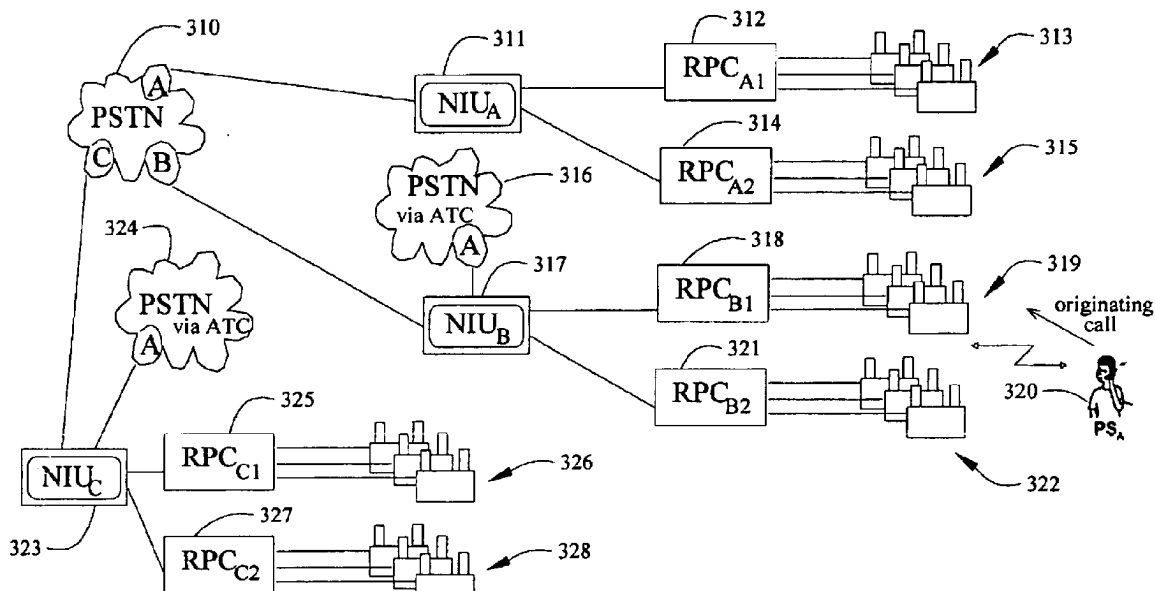 310
A
PSTN
C B
311
NIU_A
312
RPC_A1
313
314
RPC_A2
315
PSTN
via ATC
A
316
317
NIU_B
318
RPC_B1
319
originating
call
320
PS_A
321
RPC_B2
322
324
PSTN
via ATC
A
NIU_C
323
325
RPC_C1
326
327
RPC_C2
328